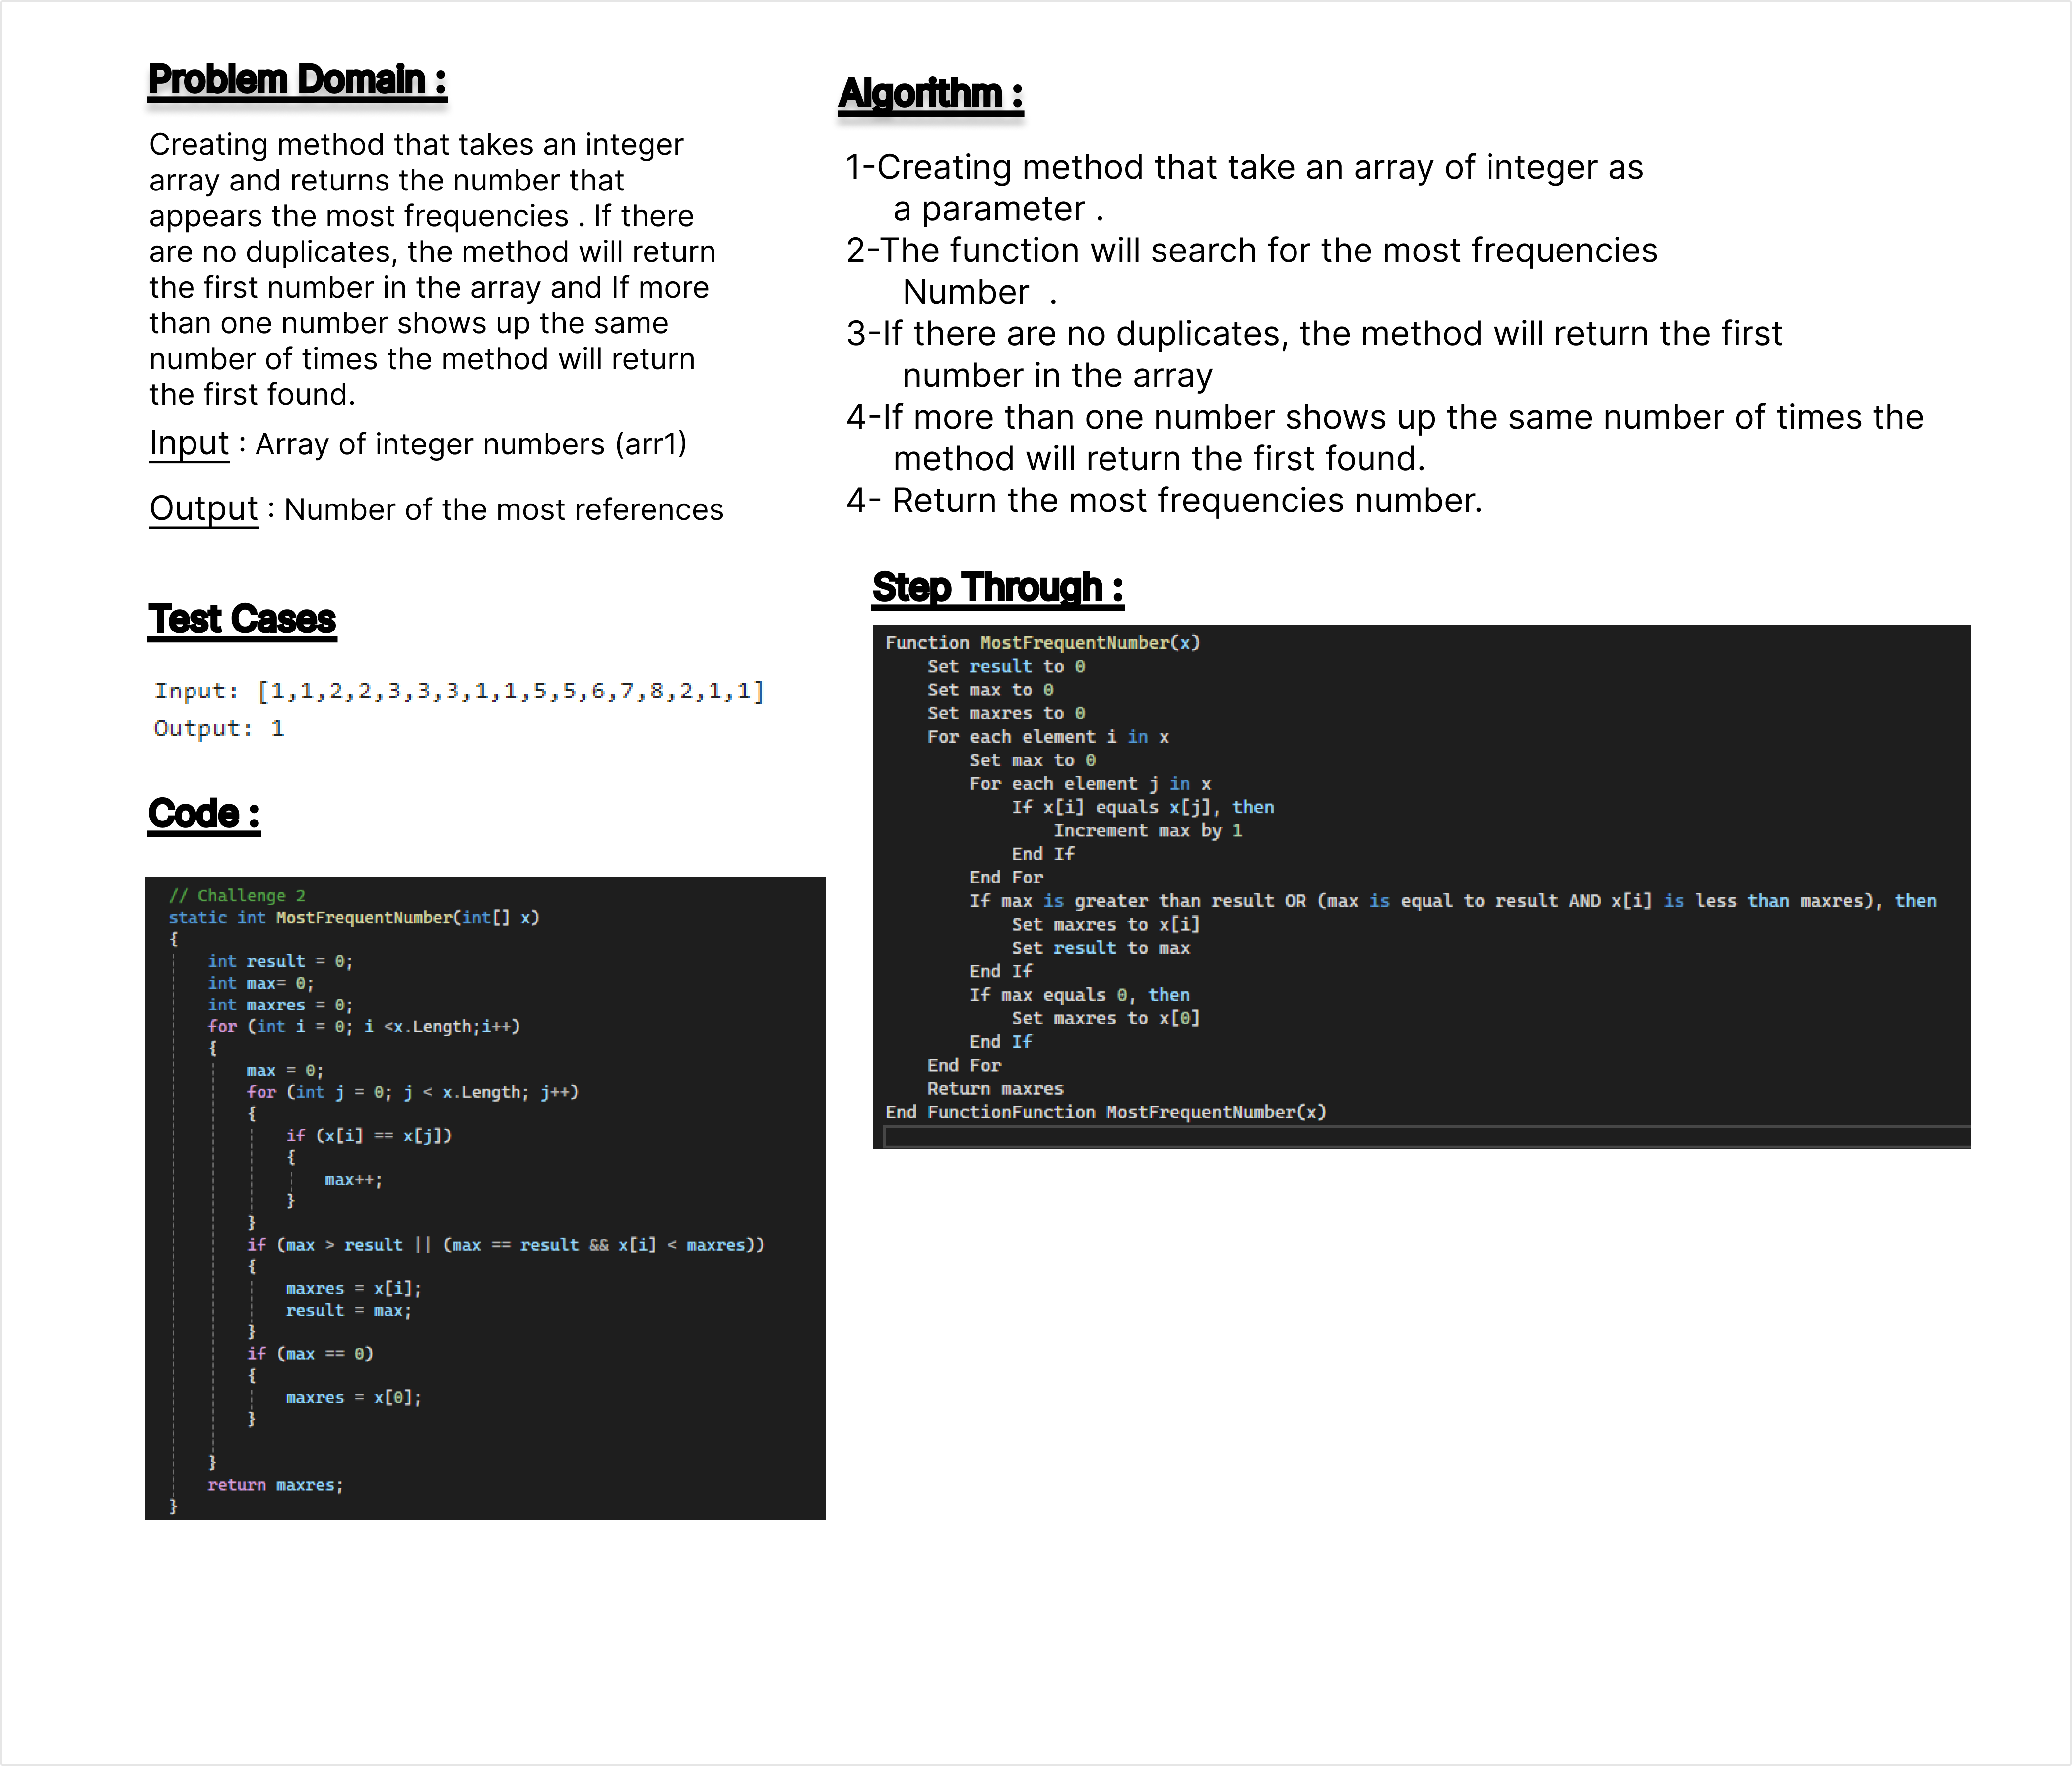 Problem Domain :
Creating method that takes an integer
array and returns the number that
appears the most frequencies . If there
are no duplicates, the method will return
the first number in the array and If more
than one number shows up the same
number of times the method will return
the first found.
Input : Array of integer numbers (arr1)
Output : Number of the most references
Test Cases
Input: [1,1,2,2,3,3,3,1,1,5,5,6,7,8,2,1,1]
Output: 1
Code :
// Challenge 2
static int MostFrequentNumber(int[] x)
{
int result = 0;
int max= 0;
int maxres = 0;
for (int i = 0; i <x.Length;i++)
{
max = 0;
for (int j = 0; j < x.Length; j++)
{
if (x[i] == x[j])
{
max++;
}
}
if (max > result || (max == result && x[i] < maxres))
{
maxres = x[i];
result = max;
}
if (max == 0)
{
maxres = x[0];
}
}
return maxres;
}
Algorithm :
1-Creating method that take an array of integer as
a parameter .
2-The function will search for the most frequencies
Number .
3-If there are no duplicates, the method will return the first
number in the array
4-If more than one number shows up the same number of times the
method will return the first found.
4- Return the most frequencies number.
Step Through :
Function MostFrequentNumber(x)
Set result to 0
Set max to 0
Set maxres to 0
For each element i in x
Set max to 0
For each element j in x
If x[i] equals x[j], then
Increment max by 1
End If
End For
If max is greater than result OR (max is equal to result AND x[i] is less than maxres), then
Set maxres to x[i]
Set result to max
End If
If max equals 0, then
Set maxres to x[0]
End If
End For
Return maxres
End FunctionFunction MostFrequentNumber(x)